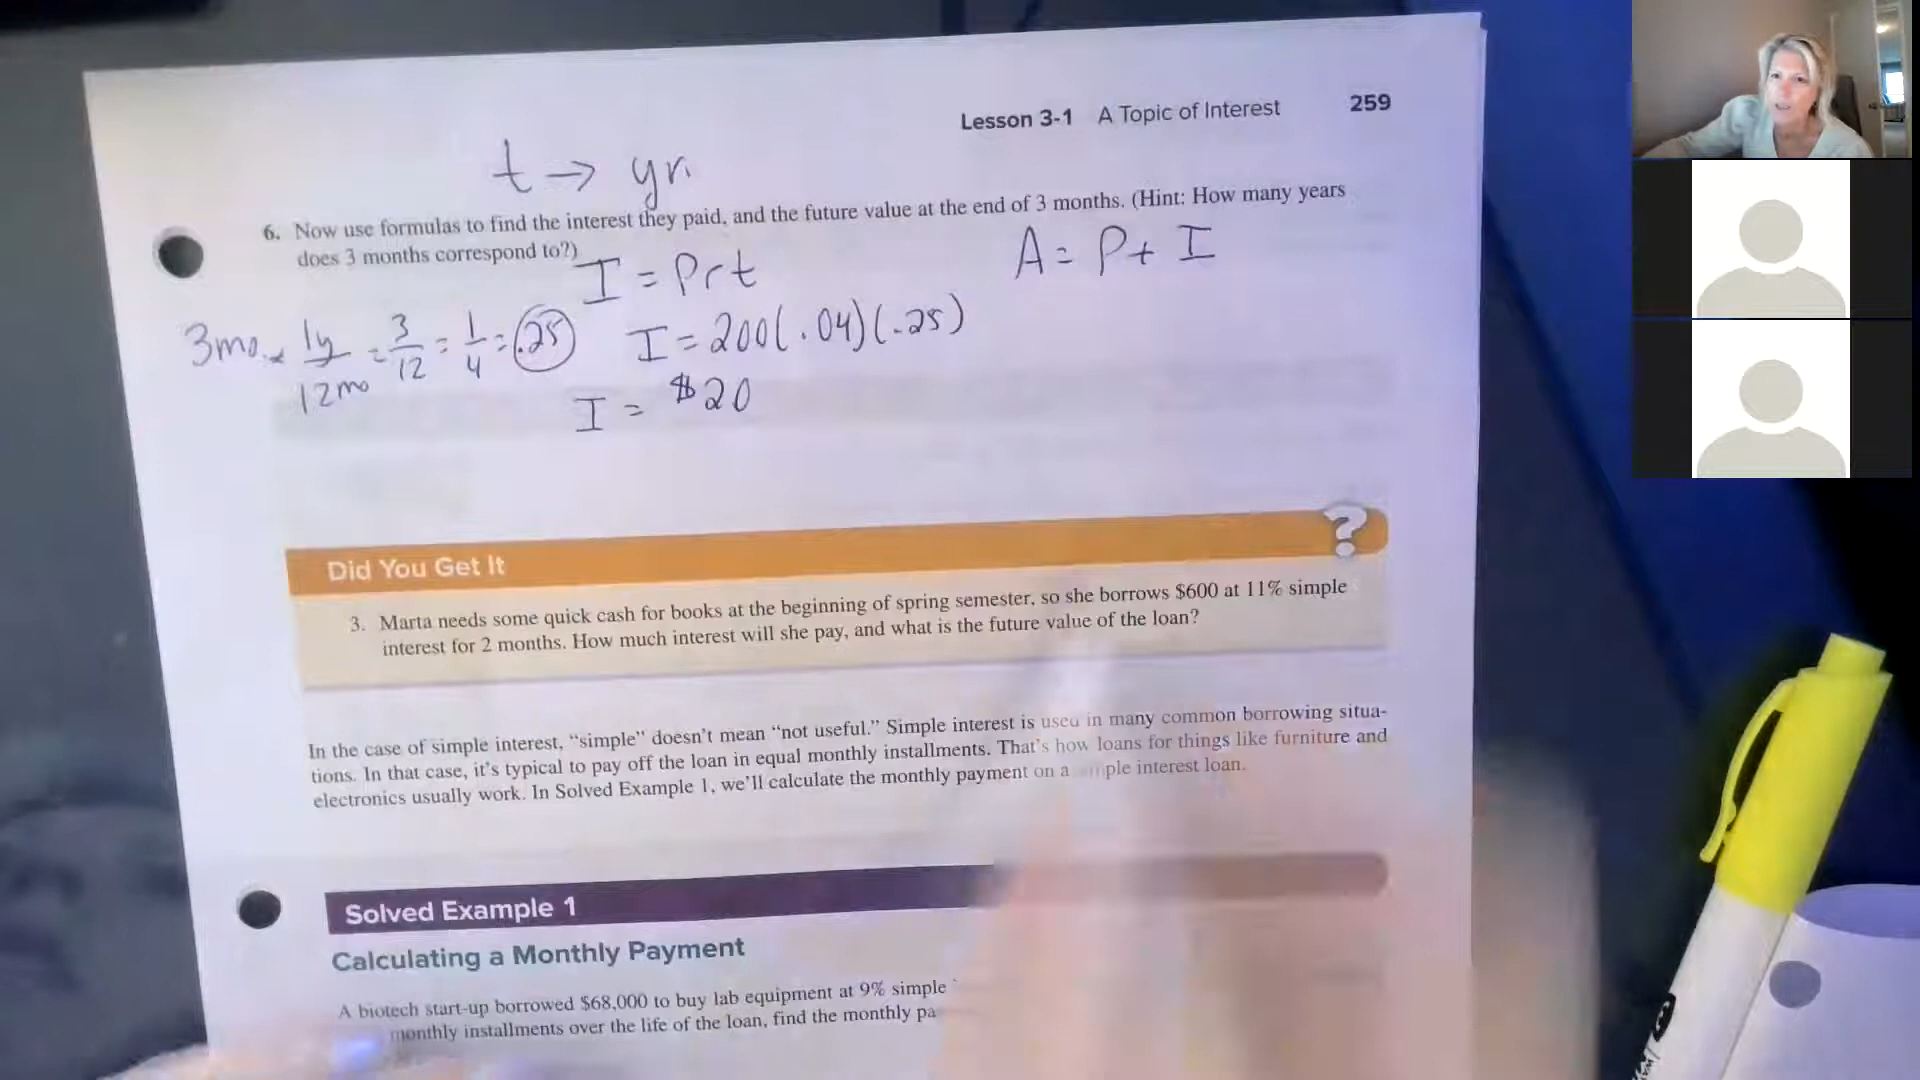 Lesson 3-1 A Topic of Interest 259
t → yr
6. Now use formulas to find the interest they paid, and the future value at the end of 3 months. (Hint: How many years
does 3 months correspond to?)
I = Prt
A = P + I
3mo. × 1y/12mo = 3/12 = 1/4 = .25
I = 200(.04)(.25)
I = $20
Did You Get It ?
3. Marta needs some quick cash for books at the beginning of spring semester, so she borrows $600 at 11% simple
interest for 2 months. How much interest will she pay, and what is the future value of the loan?
In the case of simple interest, “simple” doesn’t mean “not useful.” Simple interest is used in many common borrowing situa-
tions. In that case, it’s typical to pay off the loan in equal monthly installments. That’s how loans for things like furniture and
electronics usually work. In Solved Example 1, we’ll calculate the monthly payment on a interest loan.
Solved Example 1
Calculating a Monthly Payment
A biotech start-up borrowed $68,000 to buy lab equipment at 9% simple
monthly installments over the life of the loan, find the monthly pa